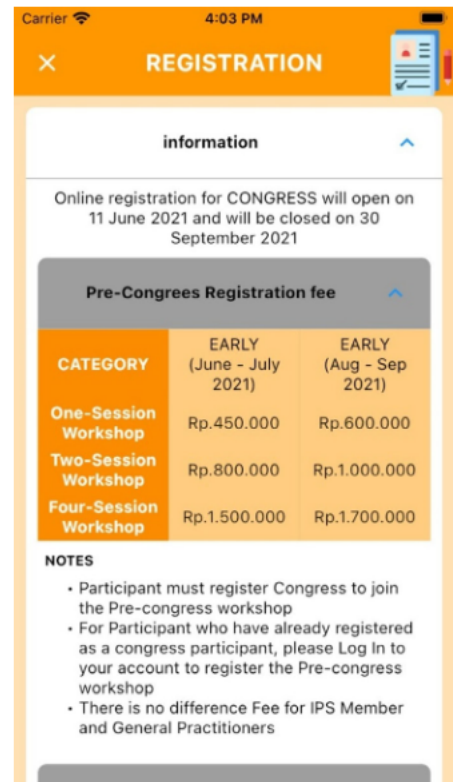 Carrier 4:03 PM
REGISTRATION
information
Online registration for CONGRESS will open on
11 June 2021 and will be closed on 30
September 2021
Pre-Congrees Registration fee
CATEGORY
EARLY
(June - July
2021)
EARLY
(Aug - Sep
2021)
One-Session
Workshop
Rp.450.000
Rp.600.000
Two-Session
Workshop
Rp.800.000
Rp.1.000.000
Four-Session
Workshop
Rp.1.500.000
Rp.1.700.000
NOTES
• Participant must register Congress to join
the Pre-congress workshop
• For Participant who have already registered
as a congress participant, please Log In to
your account to register the Pre-congress
workshop
• There is no difference Fee for IPS Member
and General Practitioners